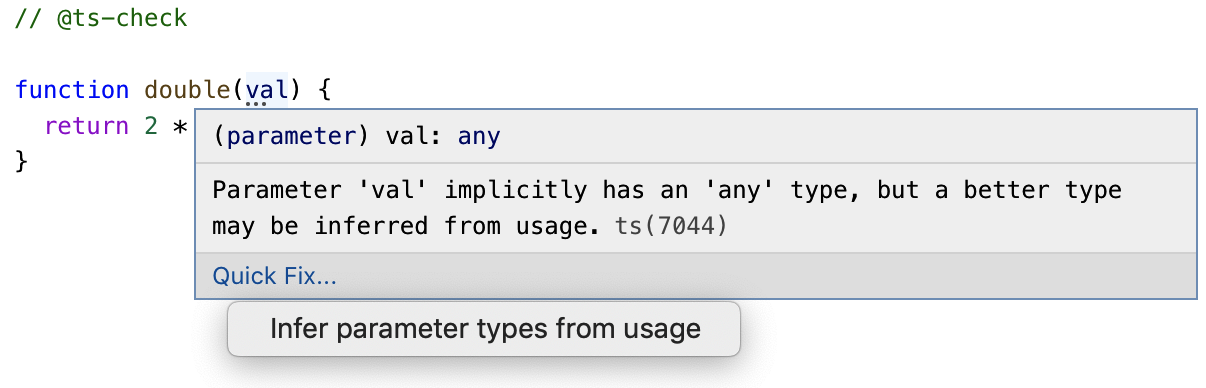 // @ts-check
function double(val) {
  return 2 *
}
(parameter) val: any
Parameter 'val' implicitly has an 'any' type, but a better type
may be inferred from usage. ts(7044)
Quick Fix...
Infer parameter types from usage